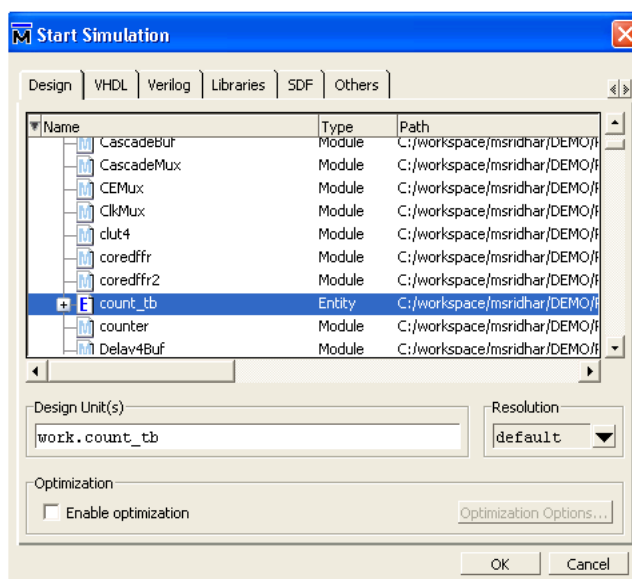 Start Simulation
Design VHDL Verilog Libraries SDF Others
Name Type Path
CascadeBuf Module C:/workspace/msridhar/DEMO/
CascadeMux Module C:/workspace/msridhar/DEMO/
CEMux Module C:/workspace/msridhar/DEMO/
ClkMux Module C:/workspace/msridhar/DEMO/
clut4 Module C:/workspace/msridhar/DEMO/
coredffr Module C:/workspace/msridhar/DEMO/
coredffr2 Module C:/workspace/msridhar/DEMO/
count_tb Entity C:/workspace/msridhar/DEMO/
counter Module C:/workspace/msridhar/DEMO/
Delay4Buf Module C:/workspace/msridhar/DEMO/
Design Unit(s) Resolution
work.count_tb default
Optimization
Enable optimization Optimization Options...
OK Cancel